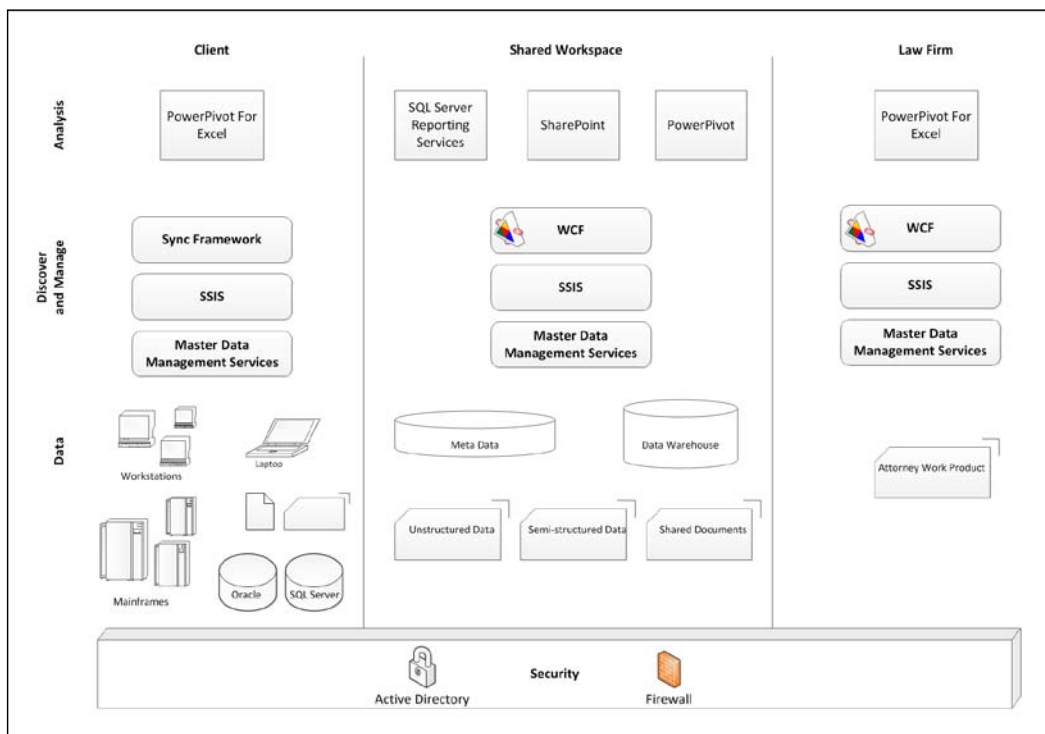 Client
Shared Workspace
Law Firm
Analysis
PowerPivot For
Excel
SQL Server
Reporting
Services
SharePoint
PowerPivot
PowerPivot For
Excel
Discover
and Manage
Sync Framework
WCF
WCF
SSIS
SSIS
SSIS
Master Data
Management Services
Master Data
Management Services
Master Data
Management Services
Data
Workstations
Laptop
Meta Data
Data Warehouse
Attorney Work Product
Mainframes
Oracle
SQL Server
Unstructured Data
Semi-structured Data
Shared Documents
Security
Active Directory
Firewall